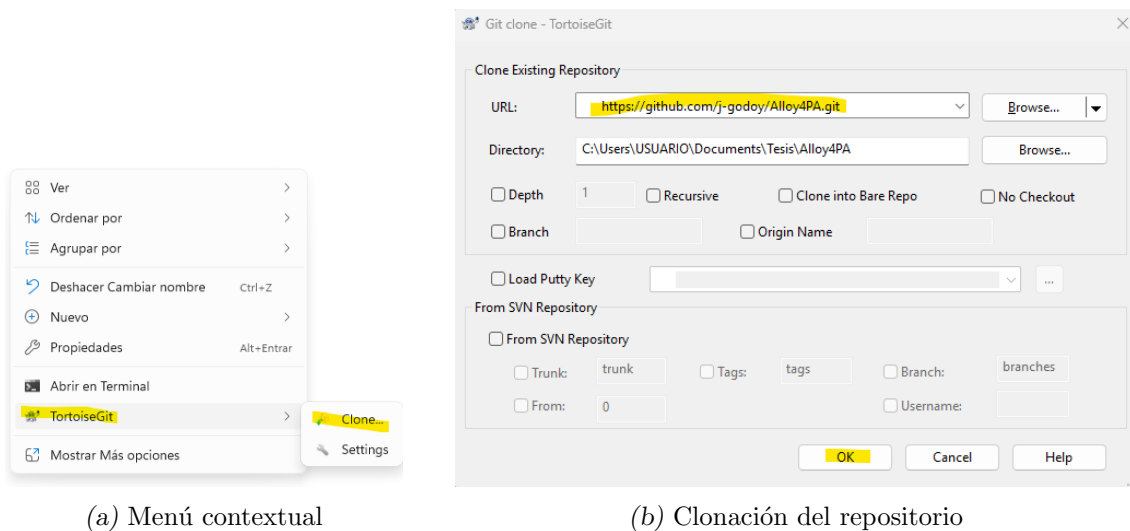 Ver
Ordenar por
Agrupar por
Deshacer Cambiar nombre Ctrl+Z
Nuevo
Propiedades Alt+Entrar
Abrir en Terminal
TortoiseGit
Mostrar Más opciones
Clone...
Settings
(a) Menú contextual
Git clone - TortoiseGit
Clone Existing Repository
URL: https://github.com/j-godoy/Alloy4PA.git Browse...
Directory: C:\Users\USUARIO\Documents\Tesis\Alloy4PA Browse...
Depth 1 Recursive Clone into Bare Repo No Checkout
Branch Origin Name
Load Putty Key ...
From SVN Repository
From SVN Repository
Trunk: trunk Tags: tags Branch: branches
From: 0 Username:
OK Cancel Help
(b) Clonación del repositorio